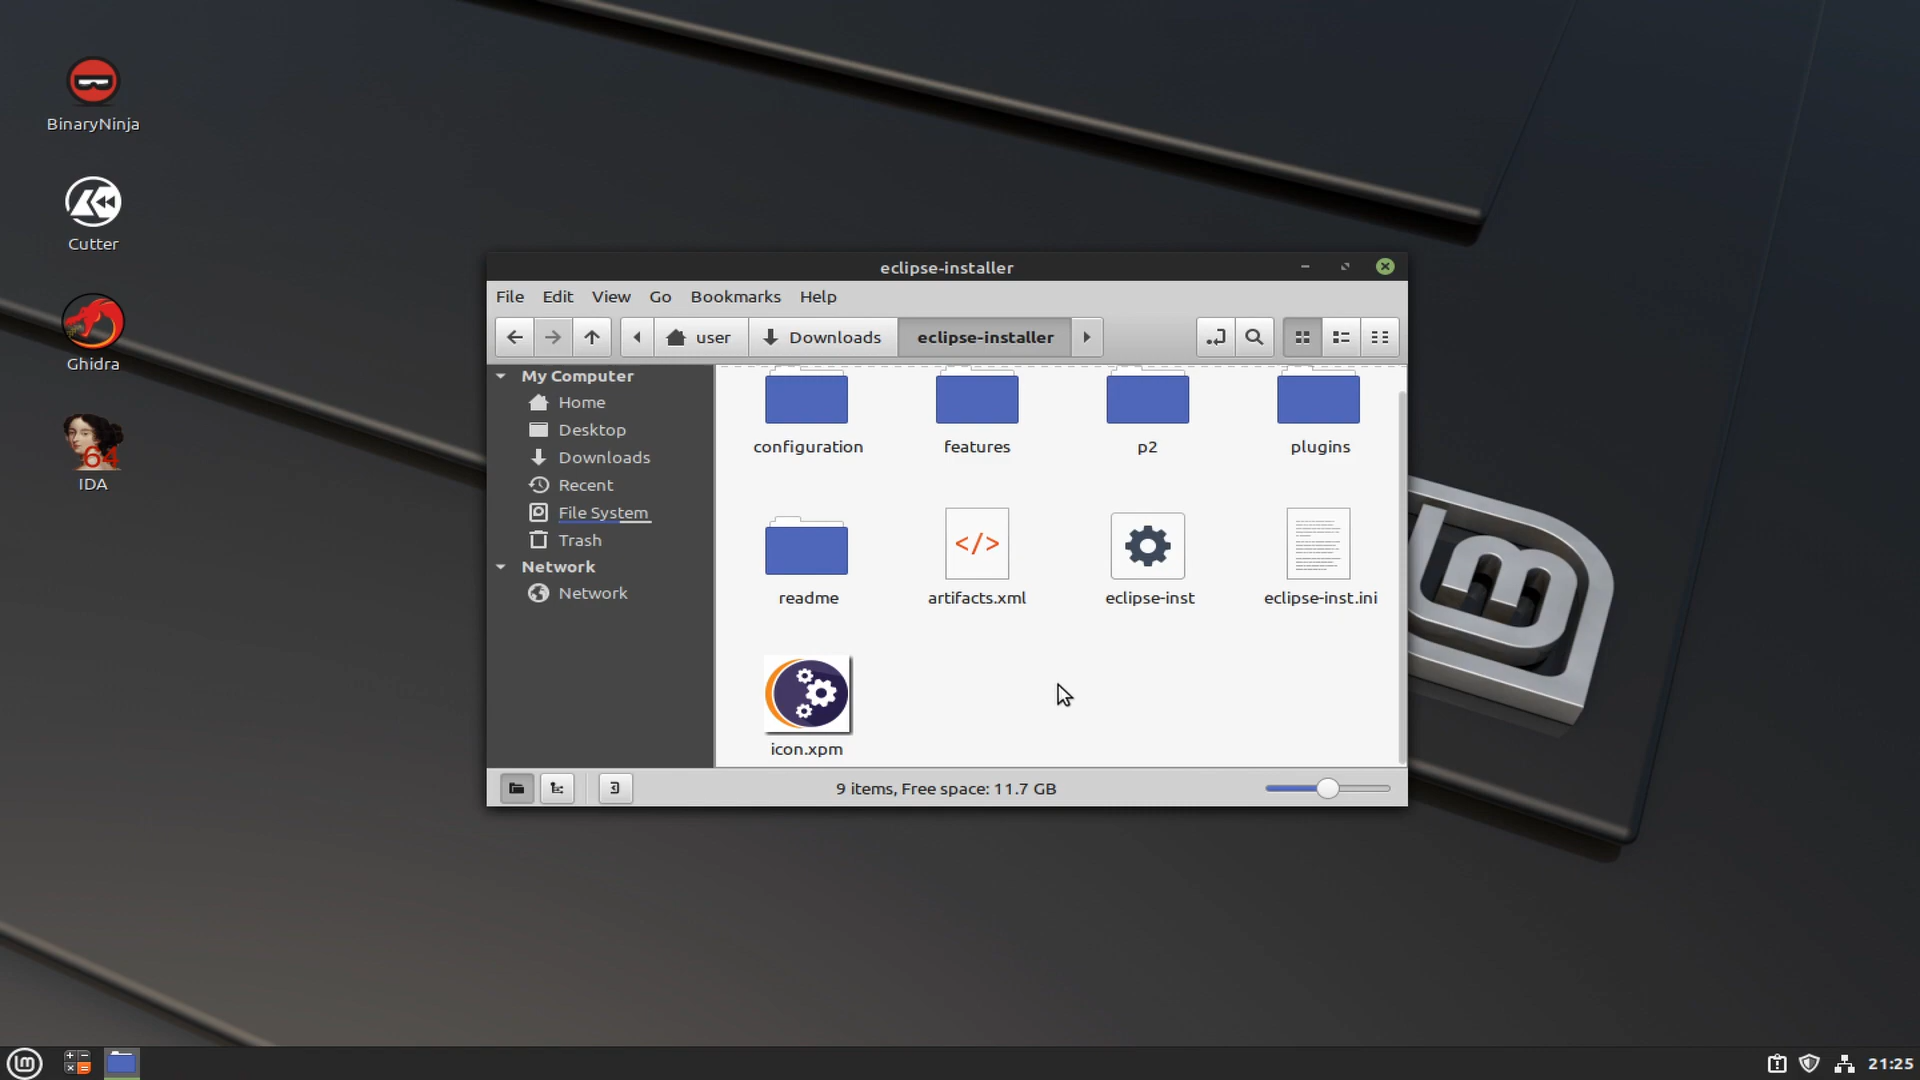 BinaryNinja
Cutter
Ghidra
64
IDA
eclipse-installer
File Edit View Go Bookmarks Help
user Downloads eclipse-installer
My Computer
Home
Desktop
Downloads
Recent
File System
Trash
Network
Network
configuration features p2 plugins
readme artifacts.xml eclipse-inst eclipse-inst.ini
</>
icon.xpm
9 items, Free space: 11.7 GB
21:25